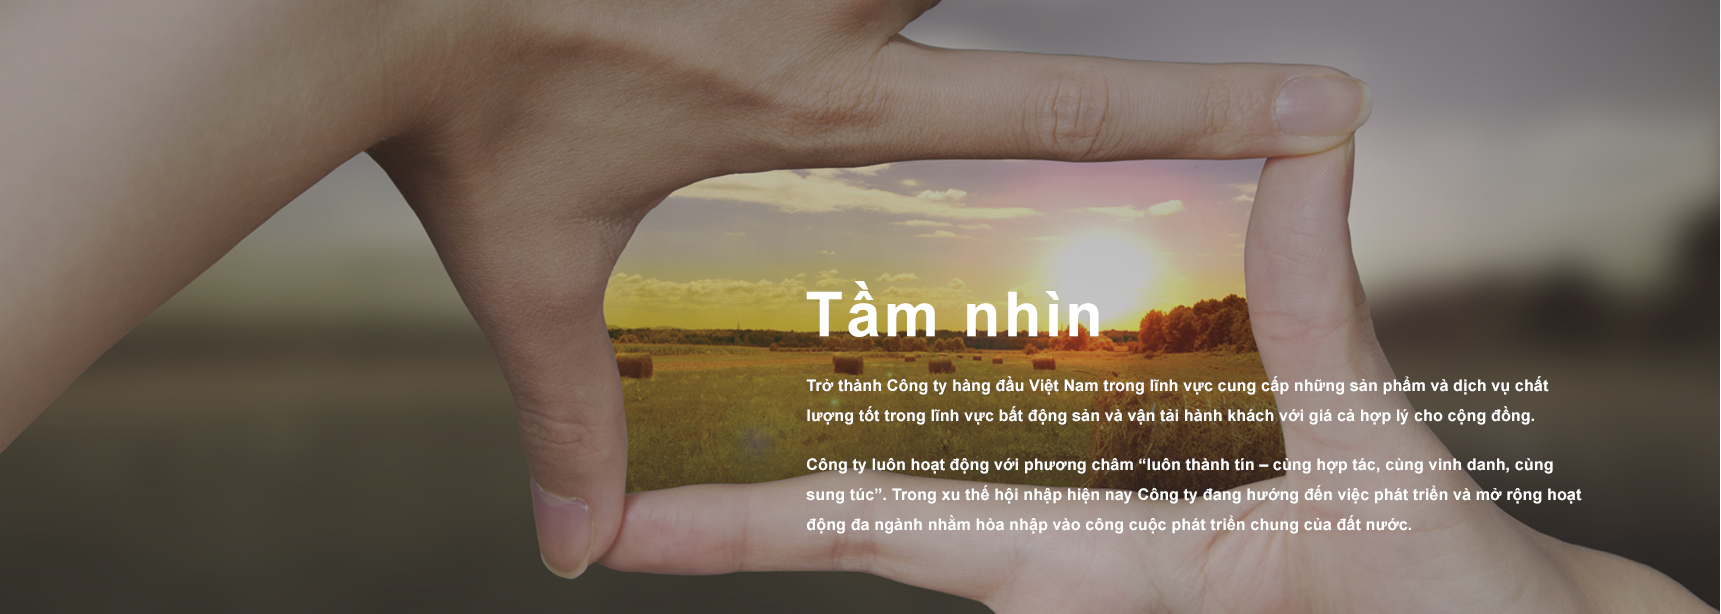 Tầm nhìn
Trở thành Công ty hàng đầu Việt Nam trong lĩnh vực cung cấp những sản phẩm và dịch vụ chất
lượng tốt trong lĩnh vực bất động sản và vận tải hành khách với giá cả hợp lý cho cộng đồng.
Công ty luôn hoạt động với phương châm “luôn thành tín – cùng hợp tác, cùng vinh danh, cùng
sung túc”. Trong xu thế hội nhập hiện nay Công ty đang hướng đến việc phát triển và mở rộng hoạt
động đa ngành nhằm hòa nhập vào công cuộc phát triển chung của đất nước.